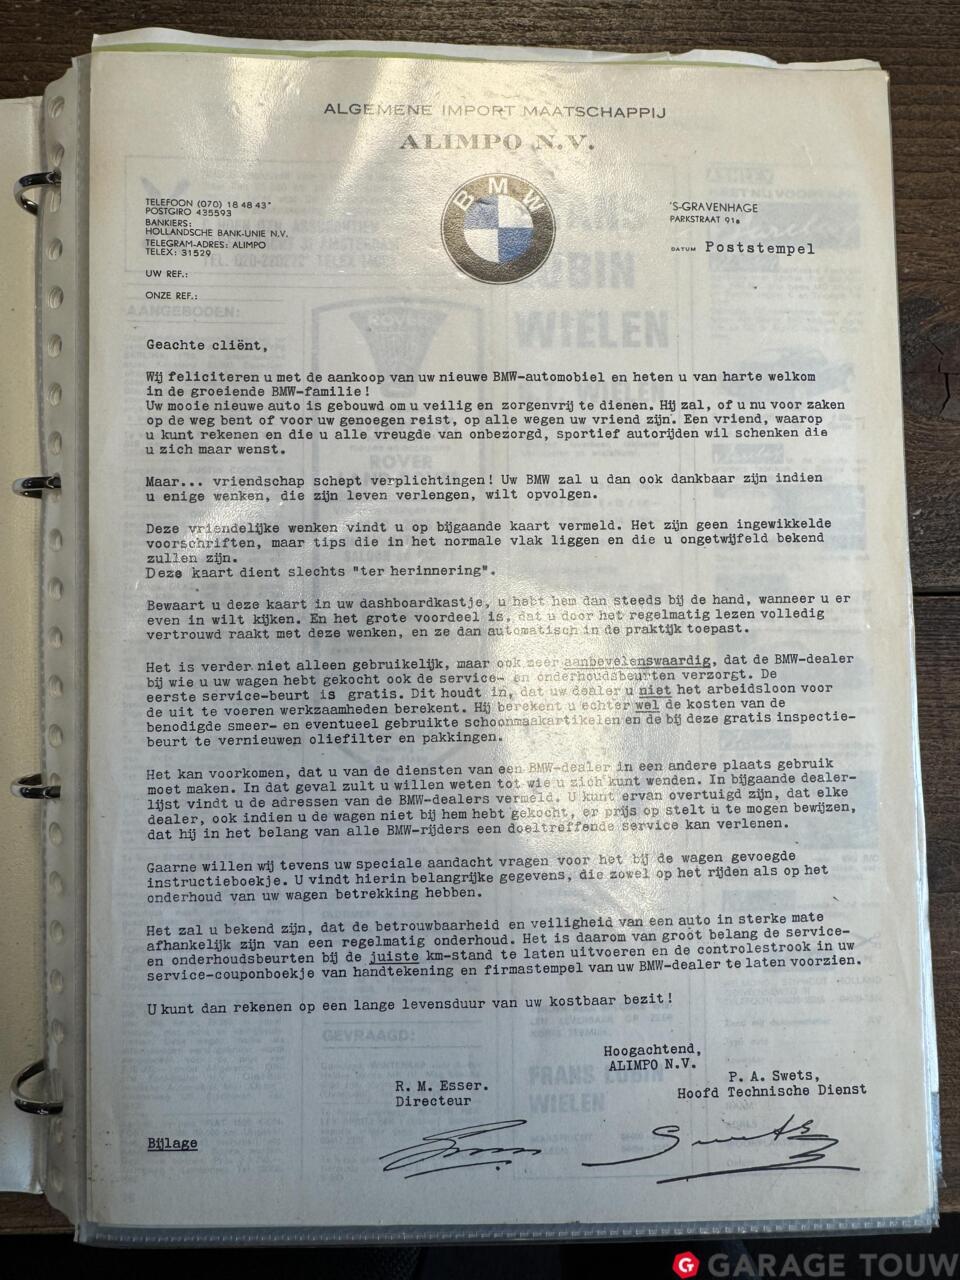 ALGEMENE IMPORT MAATSCHAPPIJ
ALIMPO N.V.
BMW
TELEFOON (070) 18 48 43*
POSTGIRO 435593
BANKIERS:
HOLLANDSCHE BANK-UNIE N.V.
TELEGRAM-ADRES: ALIMPO
TELEX: 31529
UW REF.:
ONZE REF.:
'S-GRAVENHAGE
PARKSTRAAT 91a
DATUM Poststempel
Geachte cliënt,
Wij feliciteren u met de aankoop van uw nieuwe BMW-automobiel en heten u van harte welkom
in de groeiende BMW-familie!
Uw mooie nieuwe auto is gebouwd om u veilig en zorgenvrij te dienen. Hij zal, of u nu voor zaken
op de weg bent of voor uw genoegen reist, op alle wegen uw vriend zijn. Een vriend, waarop
u kunt rekenen en die u alle vreugde van onbezorgd, sportief autorijden wil schenken die
u zich maar wenst.
Maar... vriendschap schept verplichtingen! Uw BMW zal u dan ook dankbaar zijn indien
u enige wenken, die zijn leven verlengen, wilt opvolgen.
Deze vriendelijke wenken vindt u op bijgaande kaart vermeld. Het zijn geen ingewikkelde
voorschriften, maar tips die in het normale vlak liggen en die u ongetwijfeld bekend
zullen zijn.
Deze kaart dient slechts "ter herinnering".
Bewaart u deze kaart in uw dashboardkastje, u hebt hem dan steeds bij de hand, wanneer u er
even in wilt kijken. En het grote voordeel is, dat u door het regelmatig lezen volledig
vertrouwd raakt met deze wenken, en ze dan automatisch in de praktijk toepast.
Het is verder niet alleen gebruikelijk, maar ook zeer aanbevelenswaardig, dat de BMW-dealer
bij wie u uw wagen hebt gekocht ook de service- en onderhoudsbeurten verzorgt. De
eerste service-beurt is gratis. Dit houdt in, dat uw dealer u niet het arbeidsloon voor
de uit te voeren werkzaamheden berekent. Hij berekent u echter wel de kosten van de
benodigde smeer- en eventueel gebruikte schoonmaakartikelen en de bij deze gratis inspectie-
beurt te vernieuwen oliefilter en pakkingen.
Het kan voorkomen, dat u van de diensten van een BMW-dealer in een andere plaats gebruik
moet maken. In dat geval zult u willen weten tot wie u zich kunt wenden. In bijgaande dealer-
lijst vindt u de adressen van de BMW-dealers vermeld. U kunt ervan overtuigd zijn, dat elke
dealer, ook indien u de wagen niet bij hem hebt gekocht, er prijs op stelt u te mogen bewijzen,
dat hij in het belang van alle BMW-rijders een doeltreffende service kan verlenen.
Gaarne willen wij tevens uw speciale aandacht vragen voor het bij de wagen gevoegde
instructieboekje. U vindt hierin belangrijke gegevens, die zowel op het rijden als op het
onderhoud van uw wagen betrekking hebben.
Het zal u bekend zijn, dat de betrouwbaarheid en veiligheid van een auto in sterke mate
afhankelijk zijn van een regelmatig onderhoud. Het is daarom van groot belang de service-
en onderhoudsbeurten bij de juiste km-stand te laten uitvoeren en de controlestrook in uw
service-couponboekje van handtekening en firmastempel van uw BMW-dealer te laten voorzien.
U kunt dan rekenen op een lange levensduur van uw kostbaar bezit!
Hoogachtend,
ALIMPO N.V.
R. M. Esser.
Directeur
P. A. Swets,
Hoofd Technische Dienst
Bijlage
Swets
GARAGE TOUW